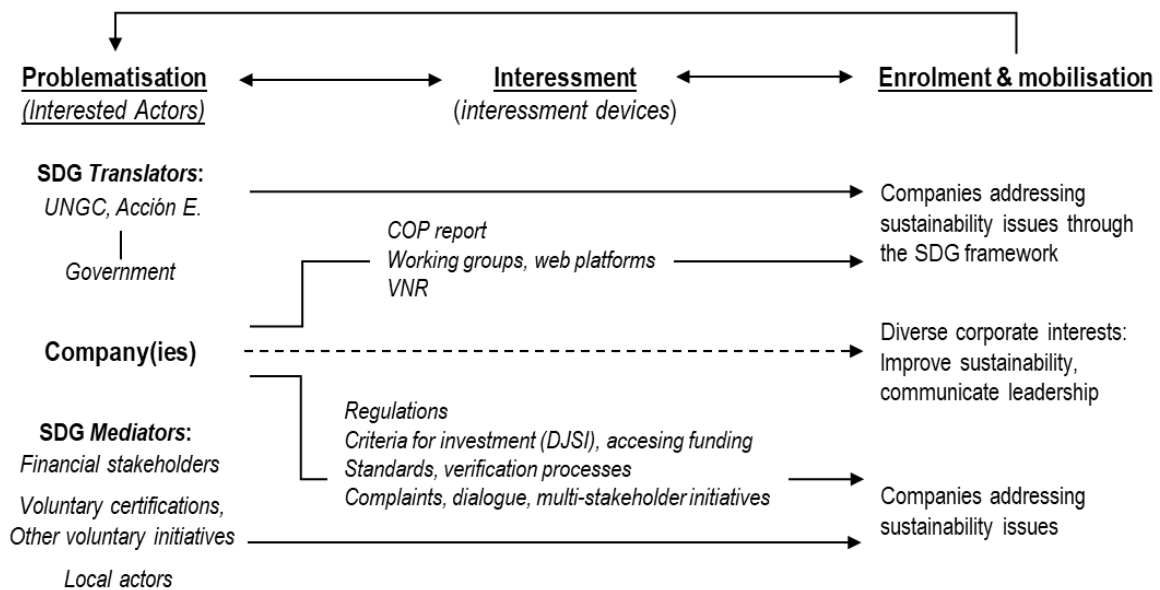 Problematisation
(Interested Actors)
Interessment
(interessment devices)
Enrolment & mobilisation
SDG Translators:
UNGC, Acción E.
Government
COP report
Working groups, web platforms
VNR
Companies addressing
sustainability issues through
the SDG framework
Company(ies)
Diverse corporate interests:
Improve sustainability,
communicate leadership
SDG Mediators:
Financial stakeholders
Voluntary certifications,
Other voluntary initiatives
Local actors
Regulations
Criteria for investment (DJSI), accesing funding
Standards, verification processes
Complaints, dialogue, multi-stakeholder initiatives
Companies addressing
sustainability issues